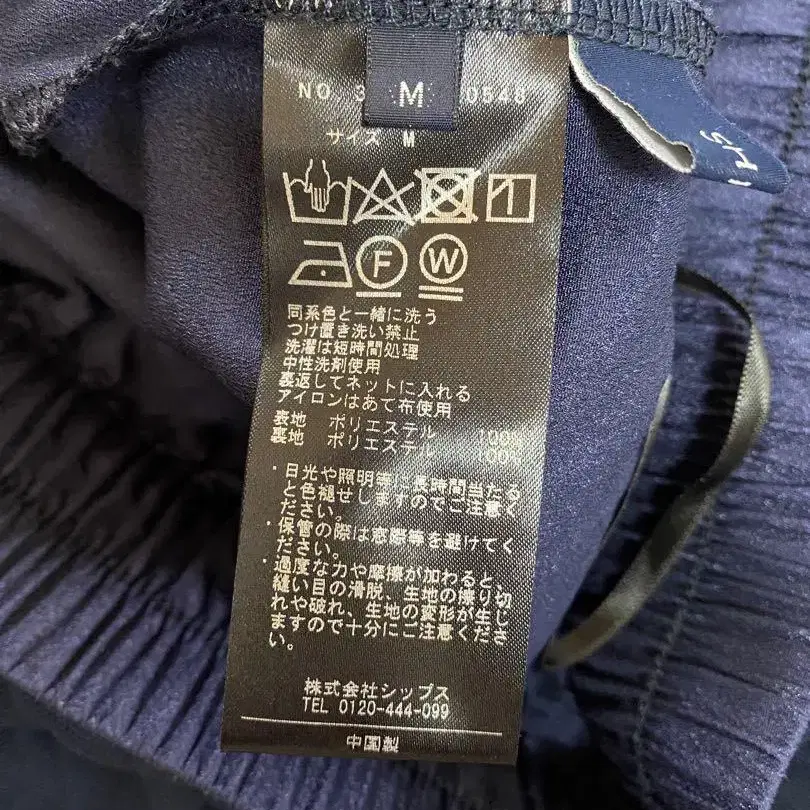 NO 3
M
0548
サイズ M
F
W
同系色と一緒に洗う
つけ置き洗い禁止
洗濯は短時間処理
中性洗剤使用
裏返してネットに入れる
アイロンはあて布使用
表地 ポリエステル 100%
裏地 ポリエステル 100%
・日光や照明等に長時間当たる
と色褪せしますのでご注意く
ださい。
・保管の際は窓際等を避けてく
ださい。
・過度な力や摩擦が加わると、
縫い目の滑脱、生地の擦り切
れや破れ、生地の変形が生じ
ますので十分にご注意くださ
い。
株式会社シップス
TEL 0120-444-099
中国製